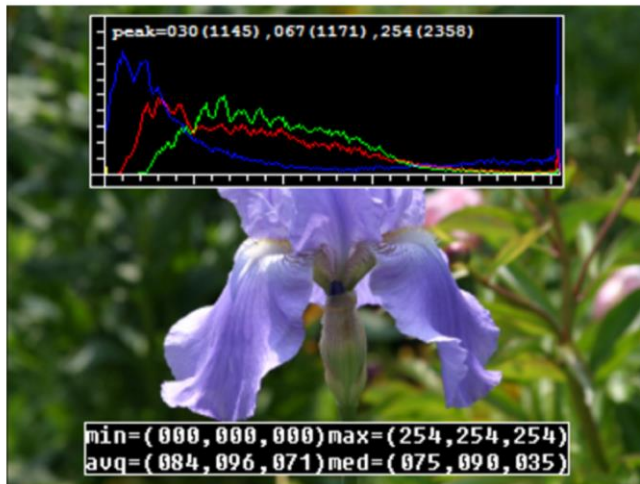 peak=030(1145),067(1171),254(2358)
min=(000,000,000)max=(254,254,254)
avg=(084,096,071)med=(075,090,035)